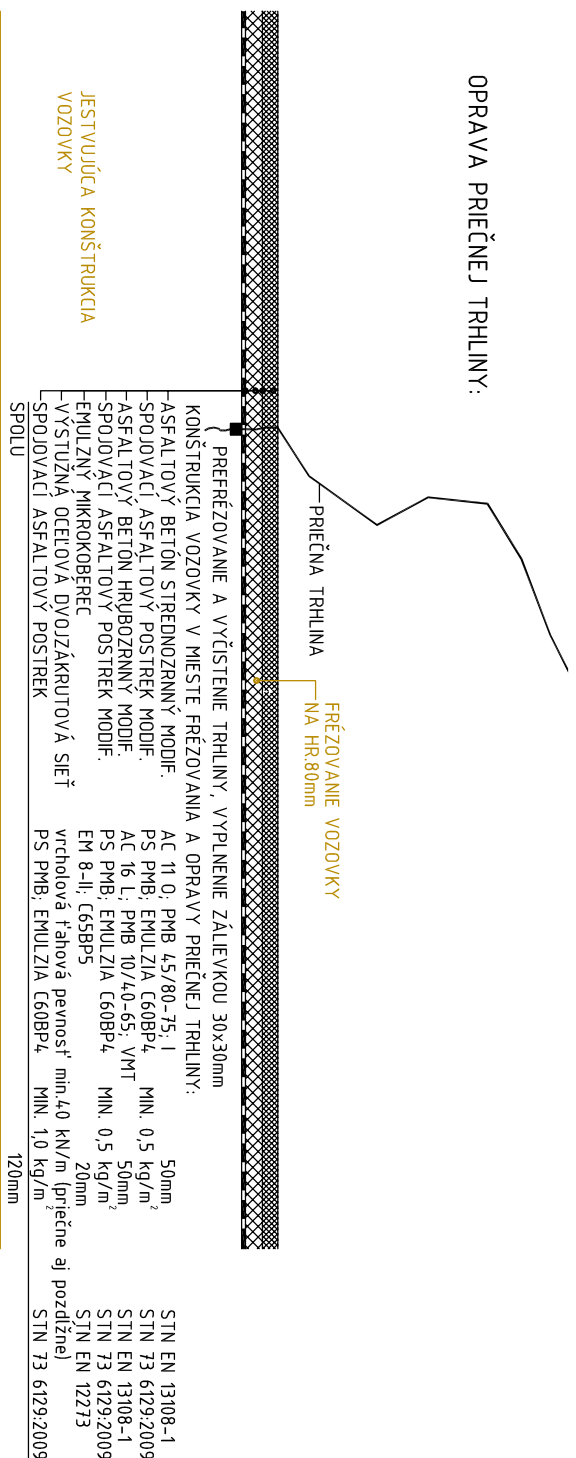 OPRAVA PRIEČNEJ TRHLINY:
FRÉZOVANIE VOZOVKY
NA HR.80mm
PRIEČNA TRHLINA
PREFRÉZOVANIE A VYČISTENIE TRHLINY, VYPLNENIE ZÁLIEVKOU 30x30mm
KONŠTRUKCIA VOZOVKY V MIESTE FRÉZOVANIA A OPRAVY PRIEČNEJ TRHLINY:
ASFALTOVÝ BETÓN STREDNOZRNNÝ MODIF. AC 11 O; PMB 45/80-75; I 50mm STN EN 13108-1
SPOJOVACÍ ASFALTOVÝ POSTREK MODIF. PS PMB; EMULZIA C60BP4 MIN. 0,5 kg/m² STN 73 6129:2009
ASFALTOVÝ BETÓN HRUBOZRNNÝ MODIF. AC 16 L; PMB 10/40-65; VMT 50mm STN EN 13108-1
SPOJOVACÍ ASFALTOVÝ POSTREK MODIF. PS PMB; EMULZIA C60BP4 MIN. 0,5 kg/m² STN 73 6129:2009
EMULZNÝ MIKROKOBEREC EM 8-II; C65BP5 20mm STN EN 12273
VÝSTUŽNÁ OCEĽOVÁ DVOJZÁKRUTOVÁ SIEŤ vrcholová ťahová pevnosť min.40 kN/m (priečne aj pozdĺžne)
SPOJOVACÍ ASFALTOVÝ POSTREK PS PMB; EMULZIA C60BP4 MIN. 1,0 kg/m² STN 73 6129:2009
SPOLU 120mm
JESTVUJÚCA KONŠTRUKCIA
VOZOVKY